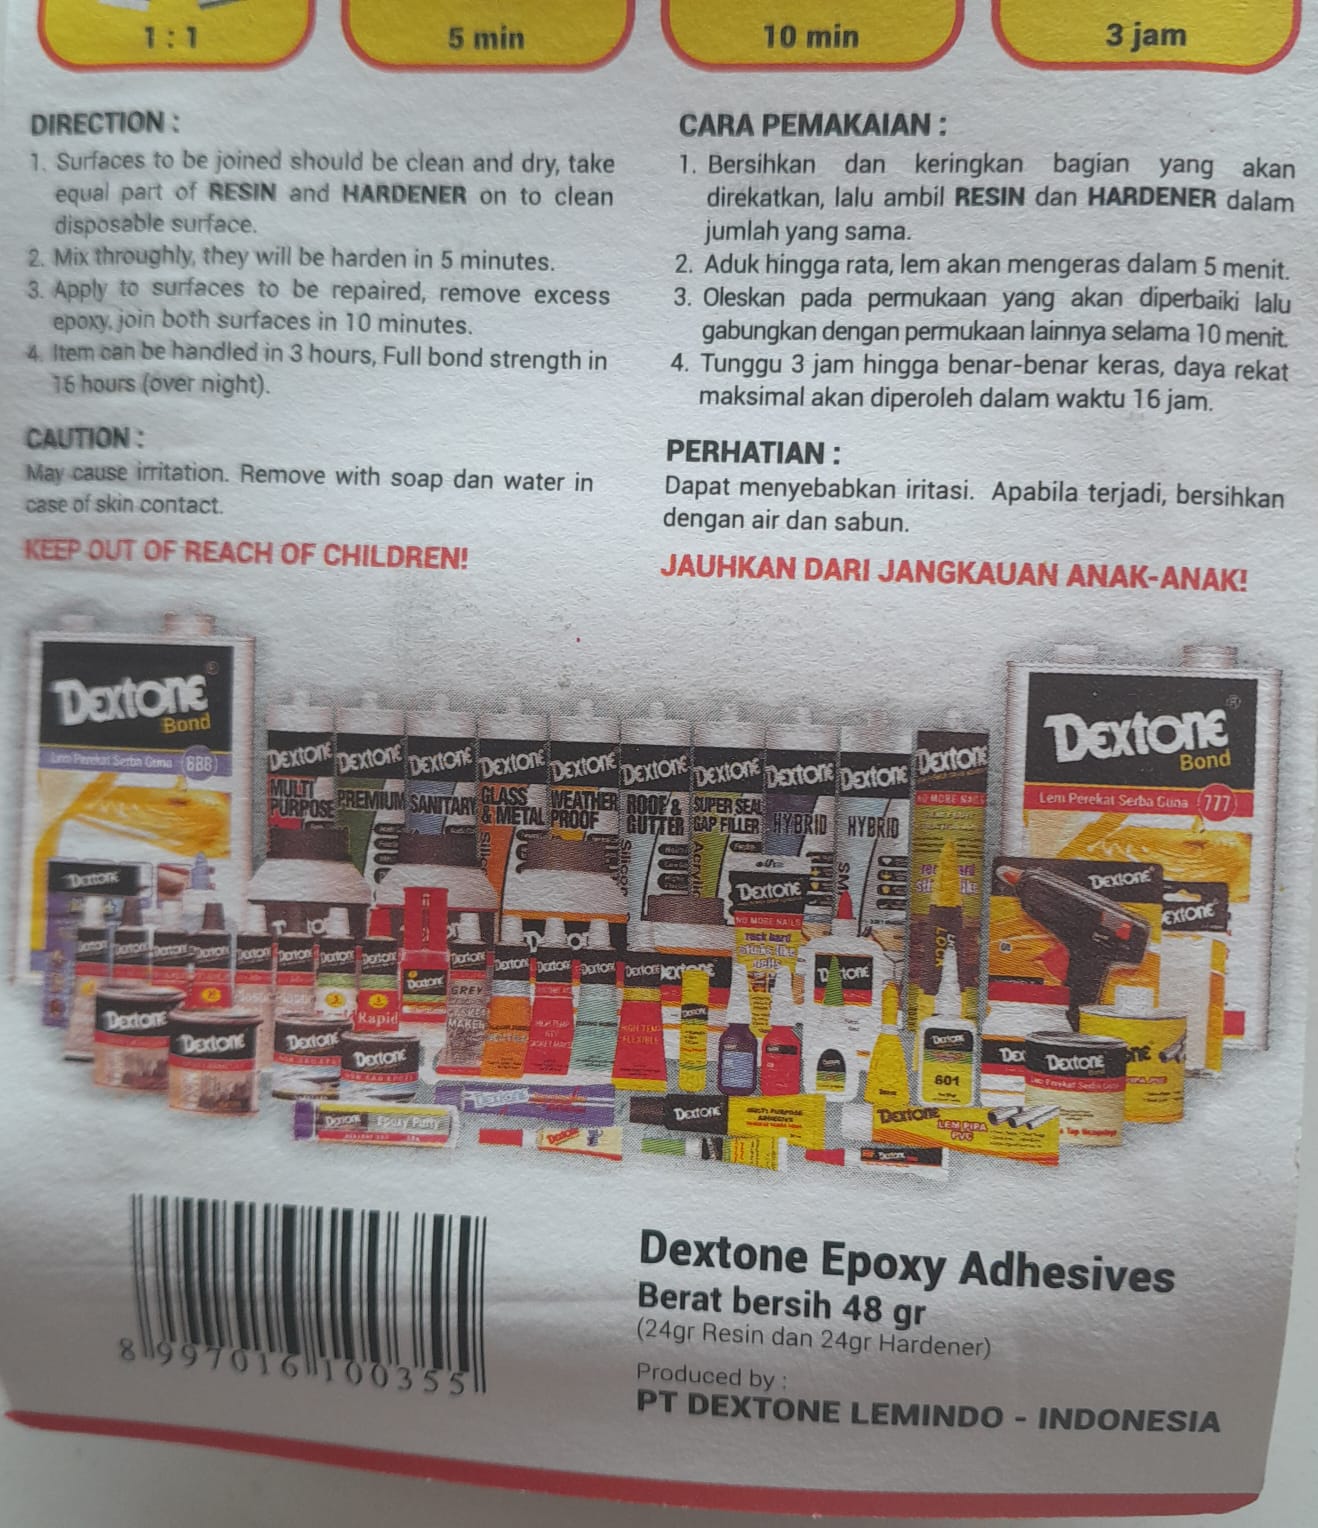 1 : 1
5 min
10 min
3 jam
DIRECTION :
1. Surfaces to be joined should be clean and dry, take
equal part of RESIN and HARDENER on to clean
disposable surface.
2. Mix throughly, they will be harden in 5 minutes.
3. Apply to surfaces to be repaired, remove excess
epoxy, join both surfaces in 10 minutes.
4. Item can be handled in 3 hours, Full bond strength in
16 hours (over night).
CAUTION :
May cause irritation. Remove with soap dan water in
case of skin contact.
KEEP OUT OF REACH OF CHILDREN!
CARA PEMAKAIAN :
1. Bersihkan dan keringkan bagian yang akan
direkatkan, lalu ambil RESIN dan HARDENER dalam
jumlah yang sama.
2. Aduk hingga rata, lem akan mengeras dalam 5 menit.
3. Oleskan pada permukaan yang akan diperbaiki lalu
gabungkan dengan permukaan lainnya selama 10 menit.
4. Tunggu 3 jam hingga benar-benar keras, daya rekat
maksimal akan diperoleh dalam waktu 16 jam.
PERHATIAN :
Dapat menyebabkan iritasi. Apabila terjadi, bersihkan
dengan air dan sabun.
JAUHKAN DARI JANGKAUAN ANAK-ANAK!
DEXTONE
Bond
Lem Perekat Serba Guna 888
DEXTONE MULTI PURPOSE
DEXTONE PREMIUM
DEXTONE SANITARY
DEXTONE GLASS & METAL
DEXTONE WEATHER PROOF
DEXTONE ROOF & GUTTER
DEXTONE SUPER SEAL GAP FILLER
DEXTONE HYBRID
DEXTONE HYBRID
DEXTONE
NO MORE NAILS
DEXTONE
Bond
Lem Perekat Serba Guna 777
DEXTONE
NO MORE NAILS
rock hard
sticks like
nails
Rapid
GREY
GASKET
MAKER
DEXTONE
601
DEXTONE
Epoxy Putty
DEXTONE
DEXTONE
LEM PIPA
PVC
8 997016 100355
Dextone Epoxy Adhesives
Berat bersih 48 gr
(24gr Resin dan 24gr Hardener)
Produced by :
PT DEXTONE LEMINDO - INDONESIA